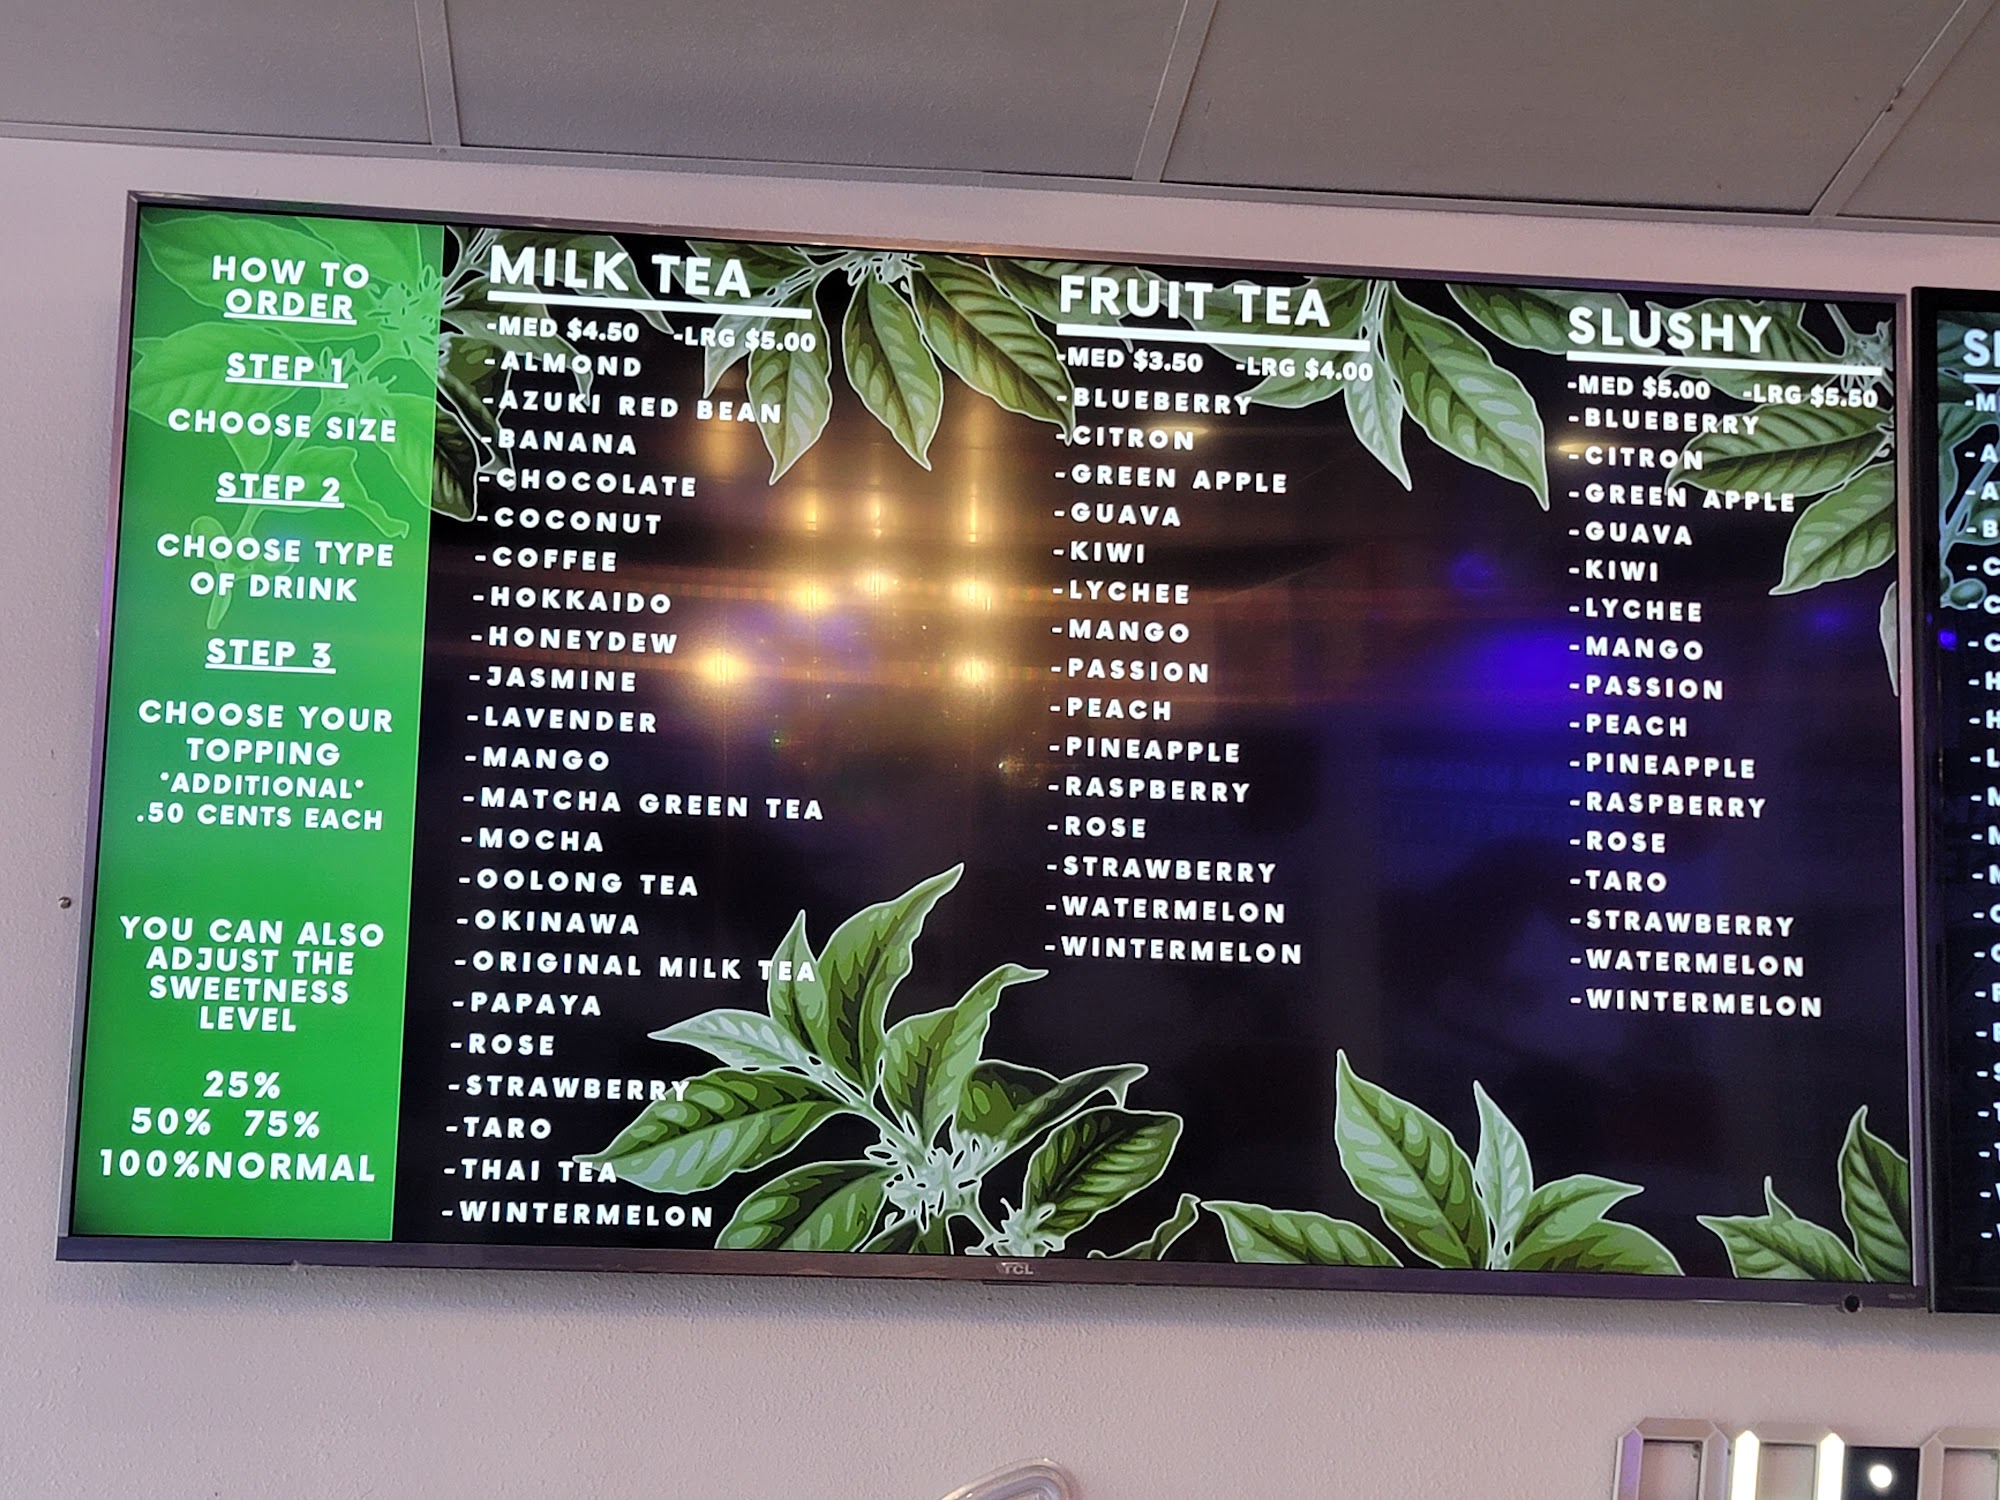 HOW TO
ORDER
STEP 1
CHOOSE SIZE
STEP 2
CHOOSE TYPE
OF DRINK
STEP 3
CHOOSE YOUR
TOPPING
*ADDITIONAL*
.50 CENTS EACH
YOU CAN ALSO
ADJUST THE
SWEETNESS
LEVEL
25%
50% 75%
100%NORMAL
MILK TEA
-MED $4.50 -LRG $5.00
-ALMOND
-AZUKI RED BEAN
-BANANA
-CHOCOLATE
-COCONUT
-COFFEE
-HOKKAIDO
-HONEYDEW
-JASMINE
-LAVENDER
-MANGO
-MATCHA GREEN TEA
-MOCHA
-OOLONG TEA
-OKINAWA
-ORIGINAL MILK TEA
-PAPAYA
-ROSE
-STRAWBERRY
-TARO
-THAI TEA
-WINTERMELON
FRUIT TEA
-MED $3.50 -LRG $4.00
-BLUEBERRY
-CITRON
-GREEN APPLE
-GUAVA
-KIWI
-LYCHEE
-MANGO
-PASSION
-PEACH
-PINEAPPLE
-RASPBERRY
-ROSE
-STRAWBERRY
-WATERMELON
-WINTERMELON
SLUSHY
-MED $5.00 -LRG $5.50
-BLUEBERRY
-CITRON
-GREEN APPLE
-GUAVA
-KIWI
-LYCHEE
-MANGO
-PASSION
-PEACH
-PINEAPPLE
-RASPBERRY
-ROSE
-TARO
-STRAWBERRY
-WATERMELON
-WINTERMELON
TCL